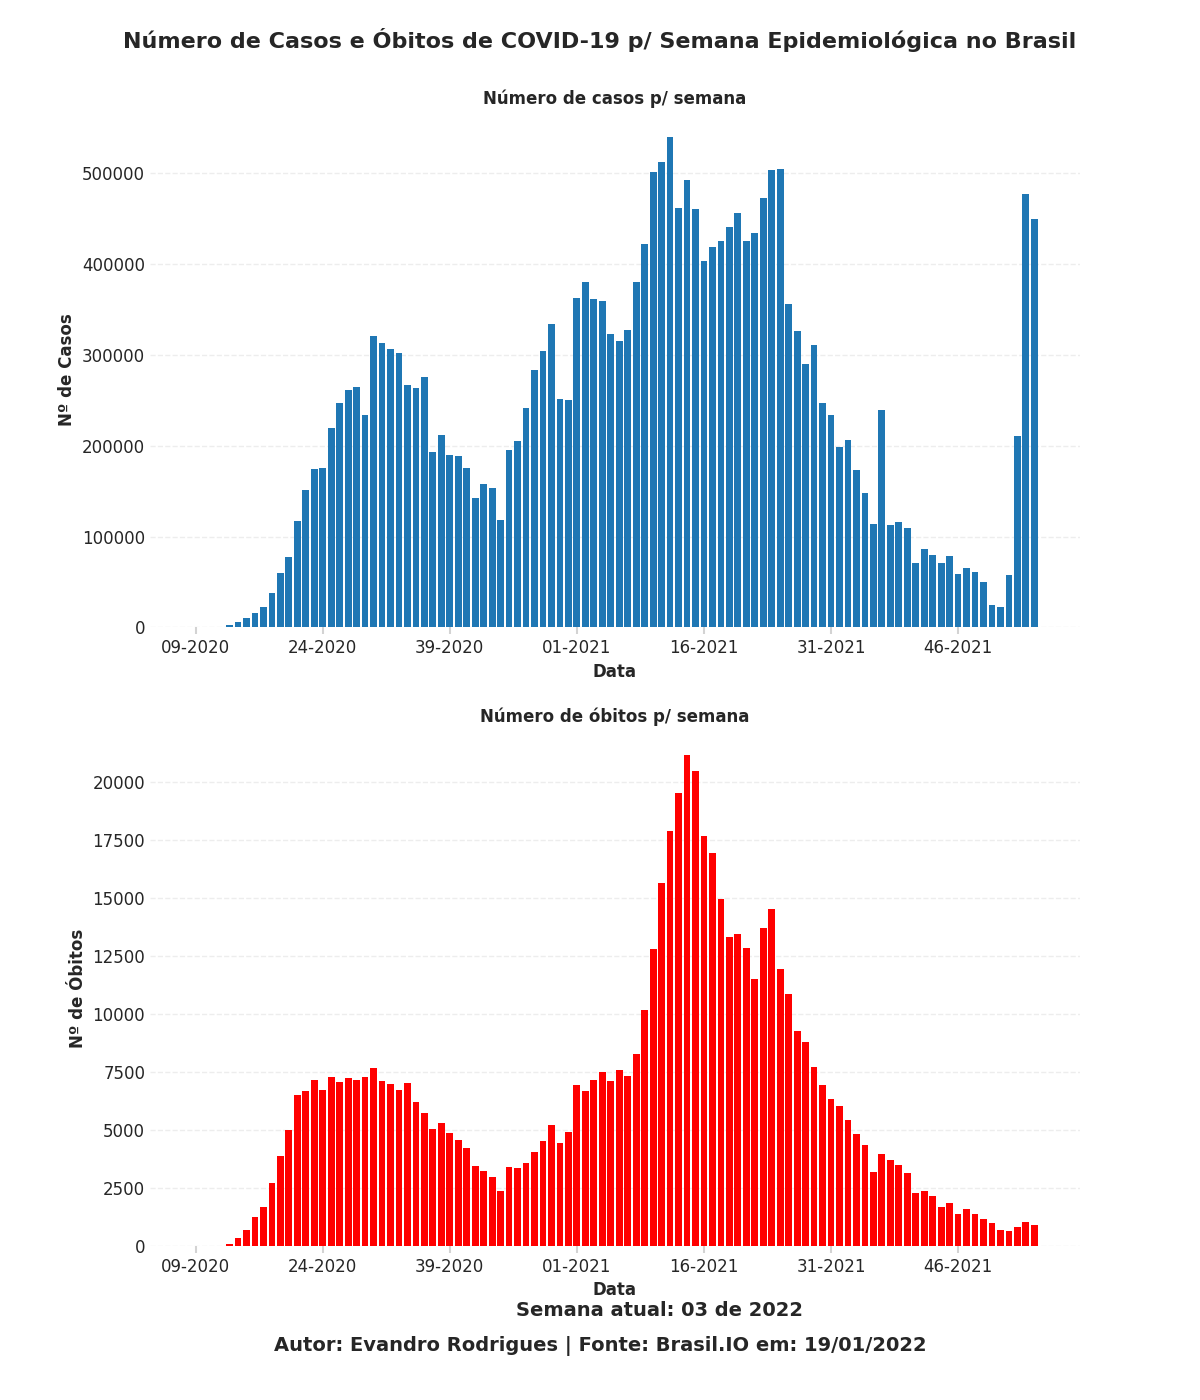 Número de Casos e Óbitos de COVID-19 p/ Semana Epidemiológica no Brasil
Número de casos p/ semana
500000
400000
300000
200000
100000
0
Nº de Casos
09-2020 24-2020 39-2020 01-2021 16-2021 31-2021 46-2021
Data
Número de óbitos p/ semana
20000
17500
15000
12500
10000
7500
5000
2500
0
Nº de Óbitos
09-2020 24-2020 39-2020 01-2021 16-2021 31-2021 46-2021
Data
Semana atual: 03 de 2022
Autor: Evandro Rodrigues | Fonte: Brasil.IO em: 19/01/2022